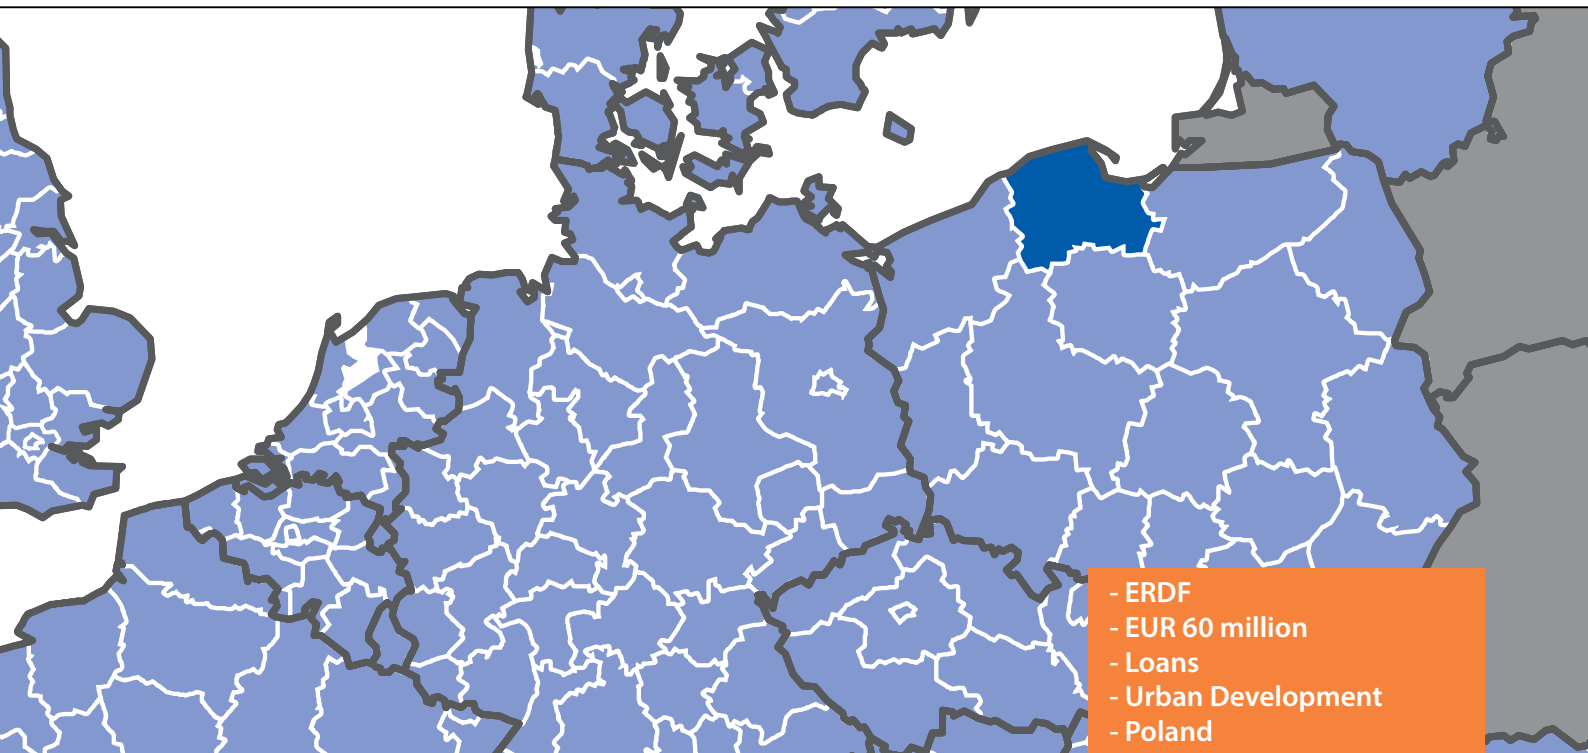 - ERDF
- EUR 60 million
- Loans
- Urban Development
- Poland